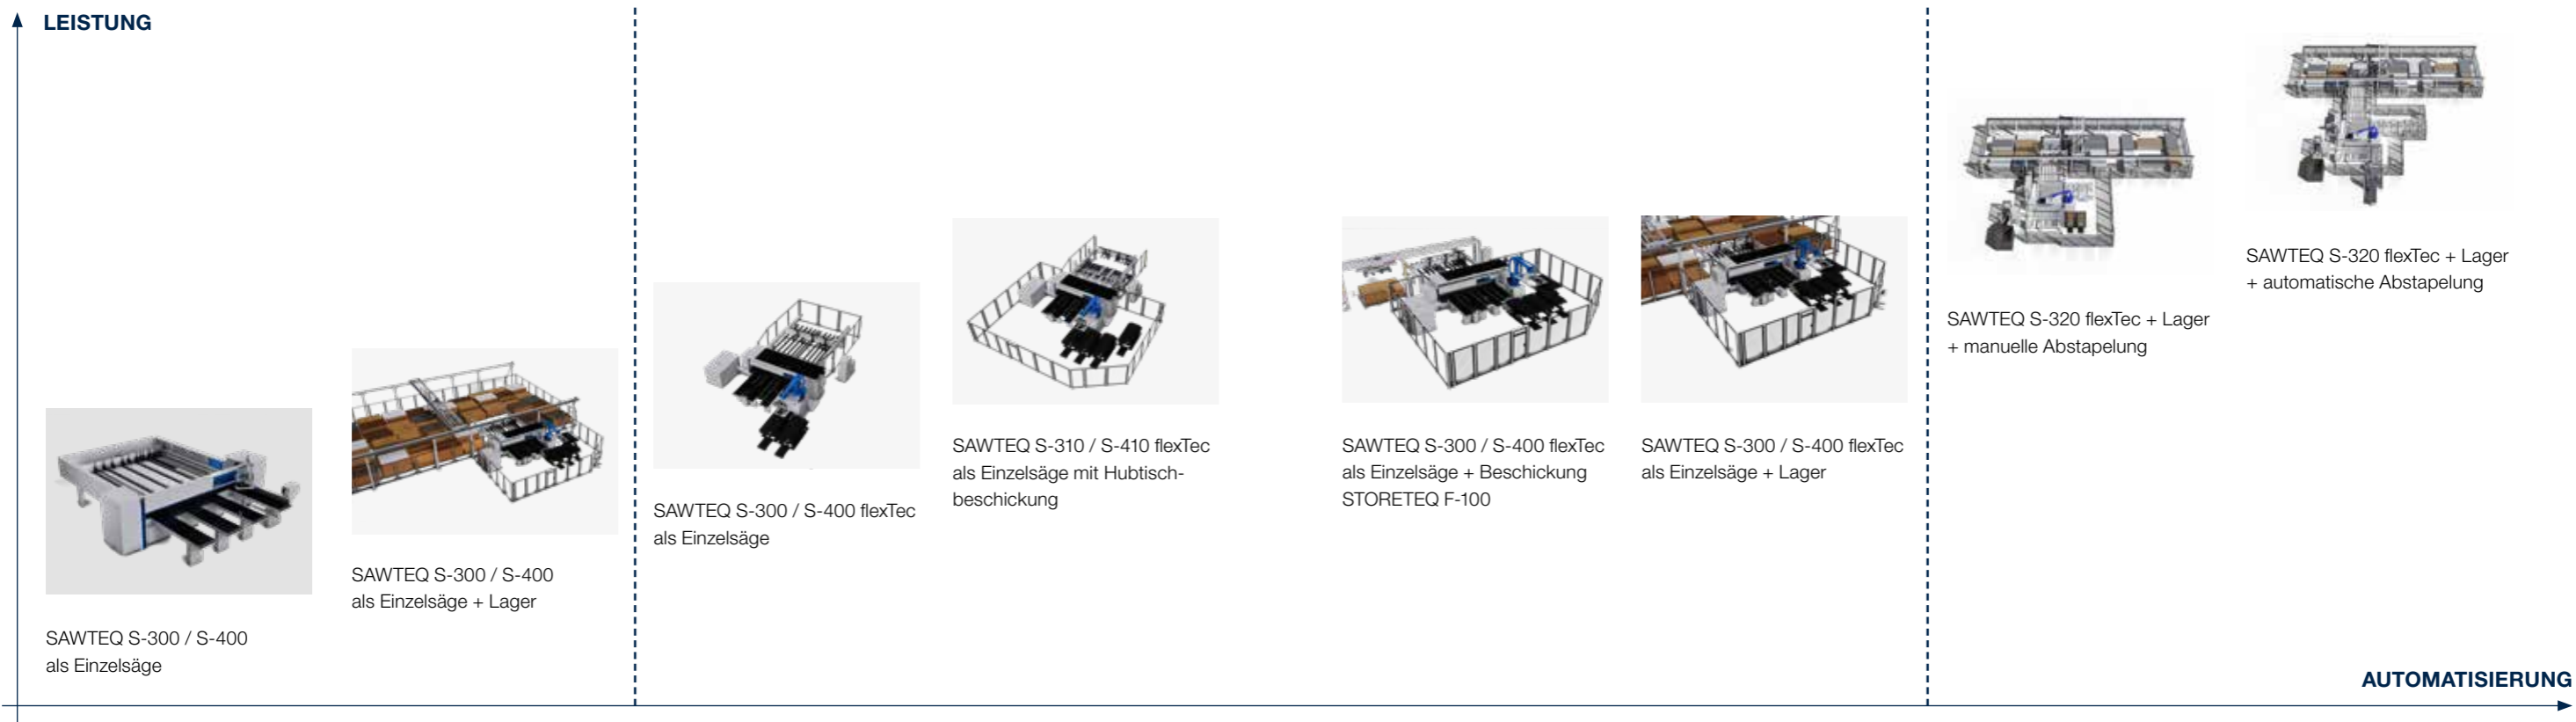 LEISTUNG
SAWTEQ S-300 / S-400
als Einzelsäge
SAWTEQ S-300 / S-400
als Einzelsäge + Lager
SAWTEQ S-300 / S-400 flexTec
als Einzelsäge
SAWTEQ S-310 / S-410 flexTec
als Einzelsäge mit Hubtisch-
beschickung
SAWTEQ S-300 / S-400 flexTec
als Einzelsäge + Beschickung
STORETEQ F-100
SAWTEQ S-300 / S-400 flexTec
als Einzelsäge + Lager
SAWTEQ S-320 flexTec + Lager
+ manuelle Abstapelung
SAWTEQ S-320 flexTec + Lager
+ automatische Abstapelung
AUTOMATISIERUNG